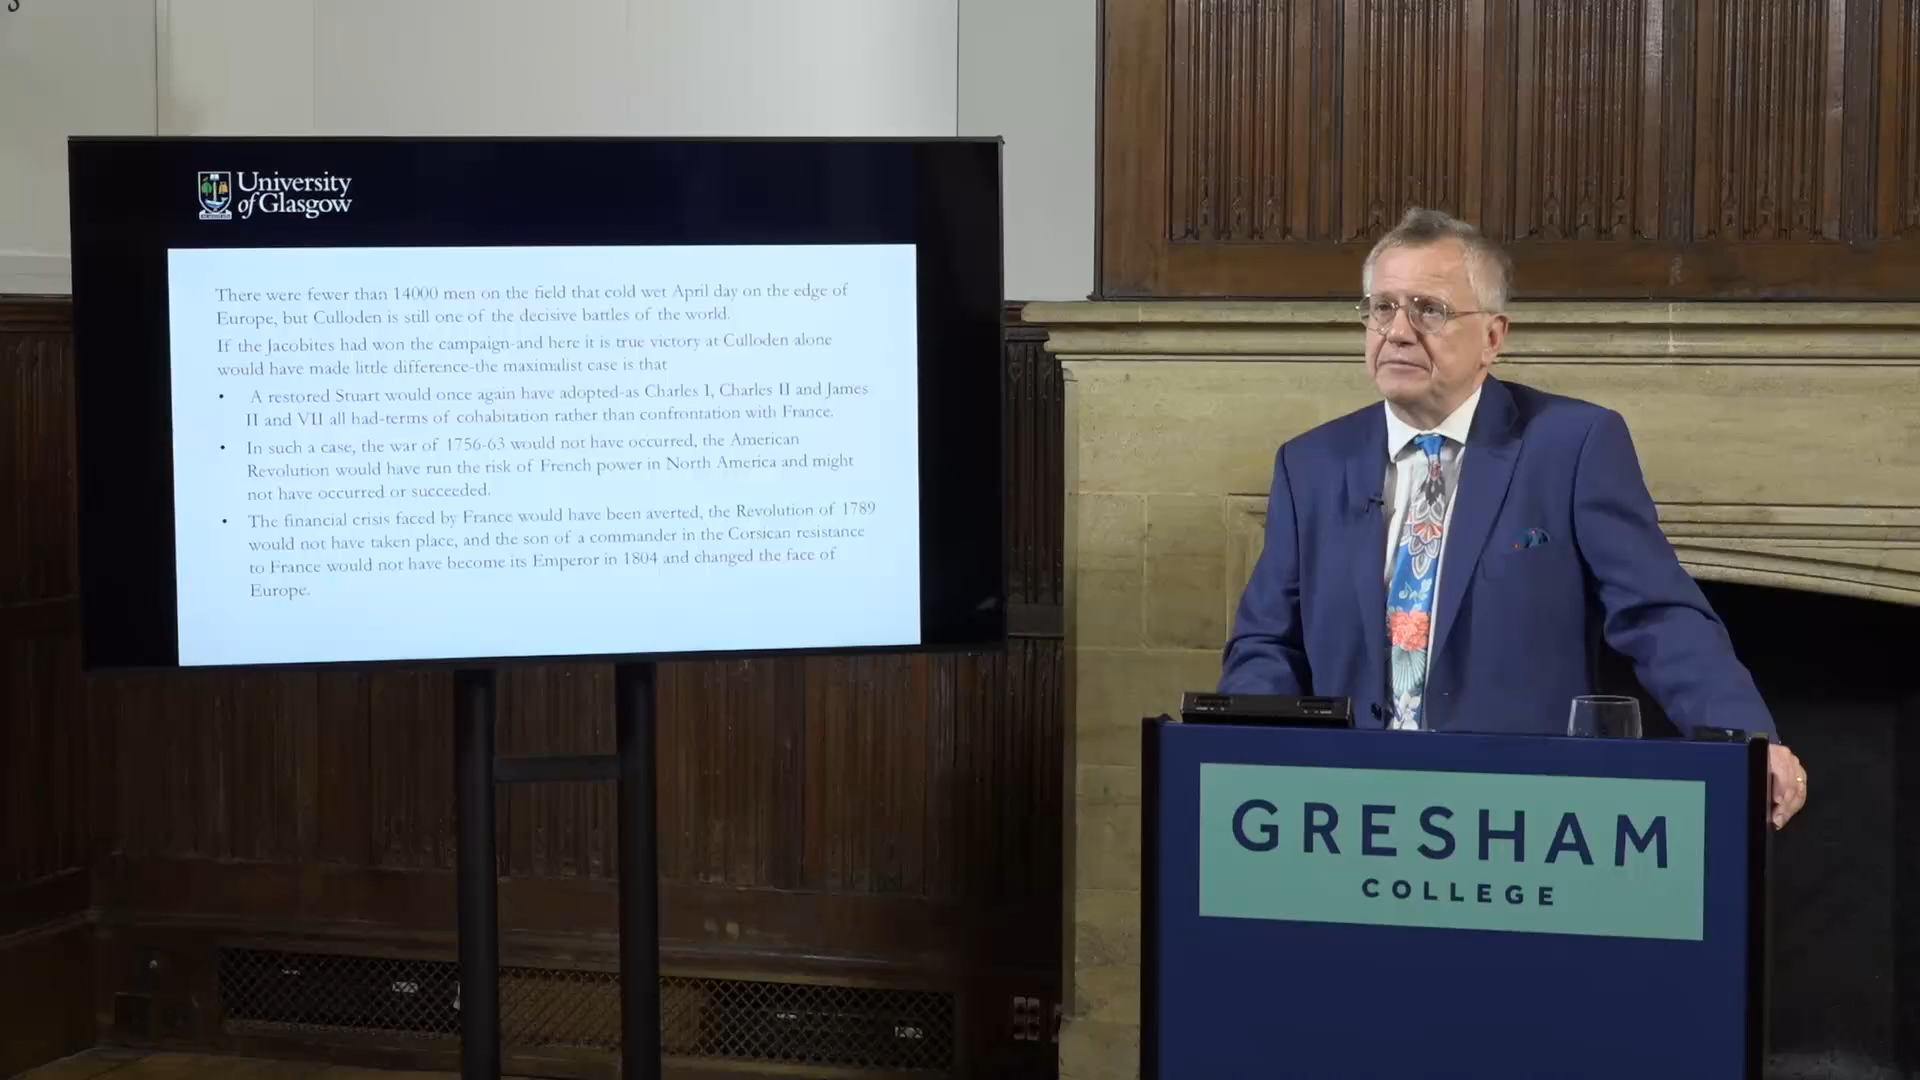 University
of Glasgow
There were fewer than 14000 men on the field that cold wet April day on the edge of
Europe, but Culloden is still one of the decisive battles of the world.
If the Jacobites had won the campaign-and here it is true victory at Culloden alone
would have made little difference-the maximalist case is that
• A restored Stuart would once again have adopted-as Charles I, Charles II and James
II and VII all had-terms of cohabitation rather than confrontation with France.
• In such a case, the war of 1756-63 would not have occurred, the American
Revolution would have run the risk of French power in North America and might
not have occurred or succeeded.
• The financial crisis faced by France would have been averted, the Revolution of 1789
would not have taken place, and the son of a commander in the Corsican resistance
to France would not have become its Emperor in 1804 and changed the face of
Europe.
GRESHAM
COLLEGE